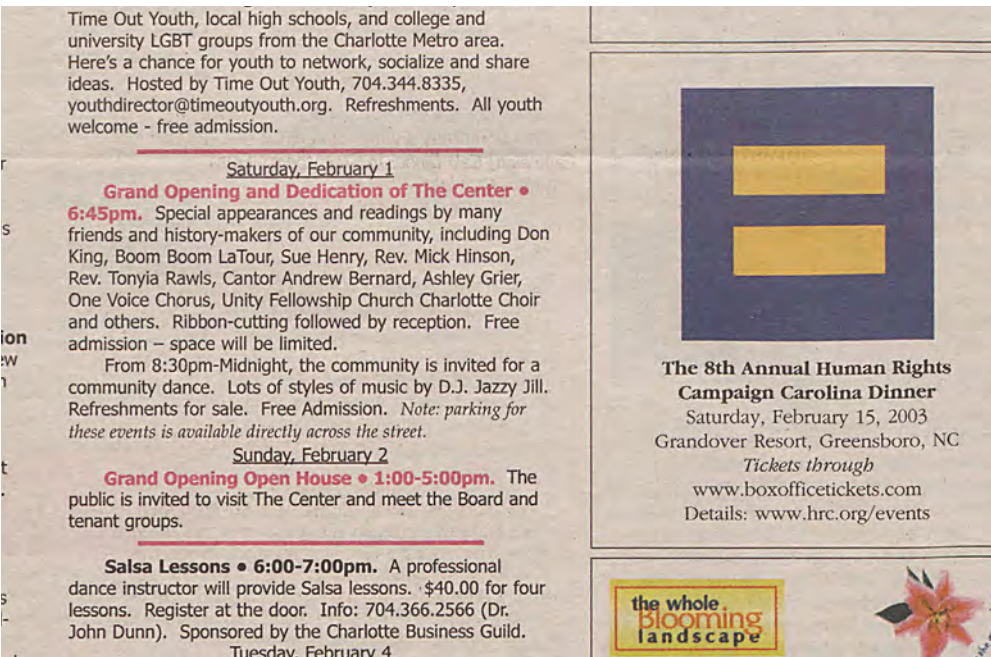 Time Out Youth, local high schools, and college and
university LGBT groups from the Charlotte Metro area.
Here's a chance for youth to network, socialize and share
ideas. Hosted by Time Out Youth, 704.344.8335,
youthdirector@timeoutyouth.org. Refreshments. All youth
welcome - free admission.
Saturday, February 1
Grand Opening and Dedication of The Center •
6:45pm. Special appearances and readings by many
friends and history-makers of our community, including Don
King, Boom Boom LaTour, Sue Henry, Rev. Mick Hinson,
Rev. Tonyia Rawls, Cantor Andrew Bernard, Ashley Grier,
One Voice Chorus, Unity Fellowship Church Charlotte Choir
and others. Ribbon-cutting followed by reception. Free
admission – space will be limited.
From 8:30pm-Midnight, the community is invited for a
community dance. Lots of styles of music by D.J. Jazzy Jill.
Refreshments for sale. Free Admission. Note: parking for
these events is available directly across the street.
Sunday, February 2
Grand Opening Open House • 1:00-5:00pm. The
public is invited to visit The Center and meet the Board and
tenant groups.
Salsa Lessons • 6:00-7:00pm. A professional
dance instructor will provide Salsa lessons. $40.00 for four
lessons. Register at the door. Info: 704.366.2566 (Dr.
John Dunn). Sponsored by the Charlotte Business Guild.
Tuesday, February 4
The 8th Annual Human Rights
Campaign Carolina Dinner
Saturday, February 15, 2003
Grandover Resort, Greensboro, NC
Tickets through
www.boxofficetickets.com
Details: www.hrc.org/events
the whole
Blooming
landscape